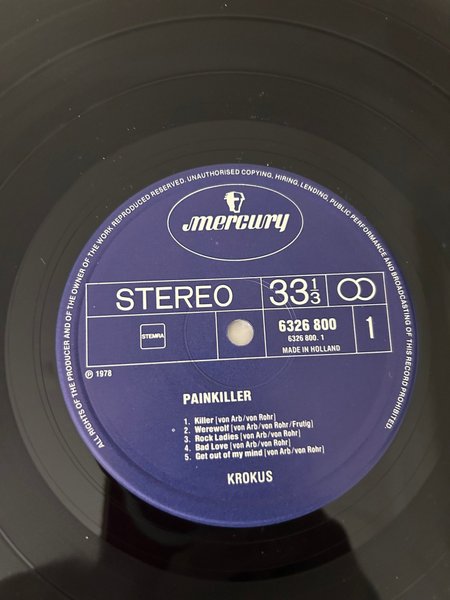 ALL RIGHTS OF THE PRODUCER AND OF THE OWNER OF THE WORK REPRODUCED RESERVED. UNAUTHORISED COPYING, HIRING, LENDING, PUBLIC PERFORMANCE AND BROADCASTING OF THIS RECORD PROHIBITED
mercury
STEREO 33 1/3
STEMRA
6326 800
6326 800. 1
MADE IN HOLLAND
1
℗ 1978
PAINKILLER
1. Killer [von Arb/von Rohr]
2. Werewolf [von Arb/von Rohr/Frutig]
3. Rock Ladies [von Arb/von Rohr]
4. Bad Love [von Arb/von Rohr]
5. Get out of my mind [von Arb/von Rohr]
KROKUS